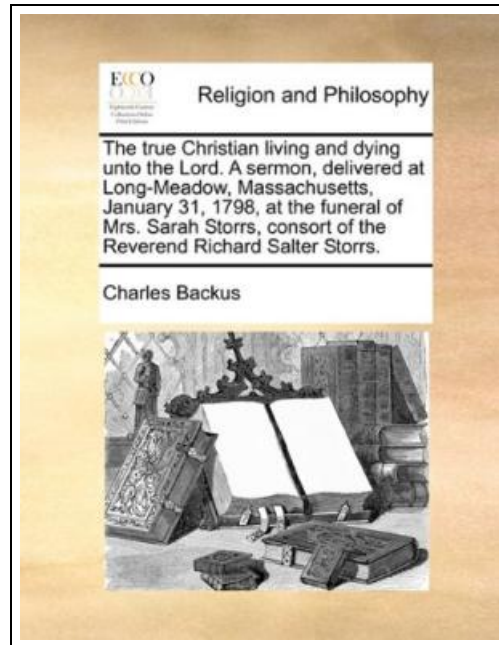 ECCO
Religion and Philosophy
The true Christian living and dying
unto the Lord. A sermon, delivered at
Long-Meadow, Massachusetts,
January 31, 1798, at the funeral of
Mrs. Sarah Storrs, consort of the
Reverend Richard Salter Storrs.
Charles Backus